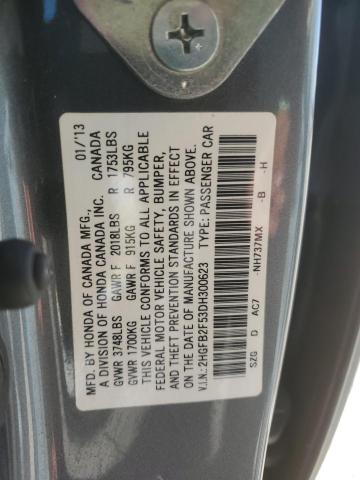 MFD. BY HONDA OF CANADA MFG.,
A DIVISION OF HONDA CANADA INC. CANADA 01/'13
GVWR 3748LBS GAWR F 2018LBS R 1753LBS
GVWR 1700KG GAWR F 915KG R 795KG
THIS VEHICLE CONFORMS TO ALL APPLICABLE
FEDERAL MOTOR VEHICLE SAFETY, BUMPER,
AND THEFT PREVENTION STANDARDS IN EFFECT
ON THE DATE OF MANUFACTURE SHOWN ABOVE.
V.I.N.: 2HGFB2F53DH300623 TYPE: PASSENGER CAR
SZG AC7 -NH737MX -B -H
D